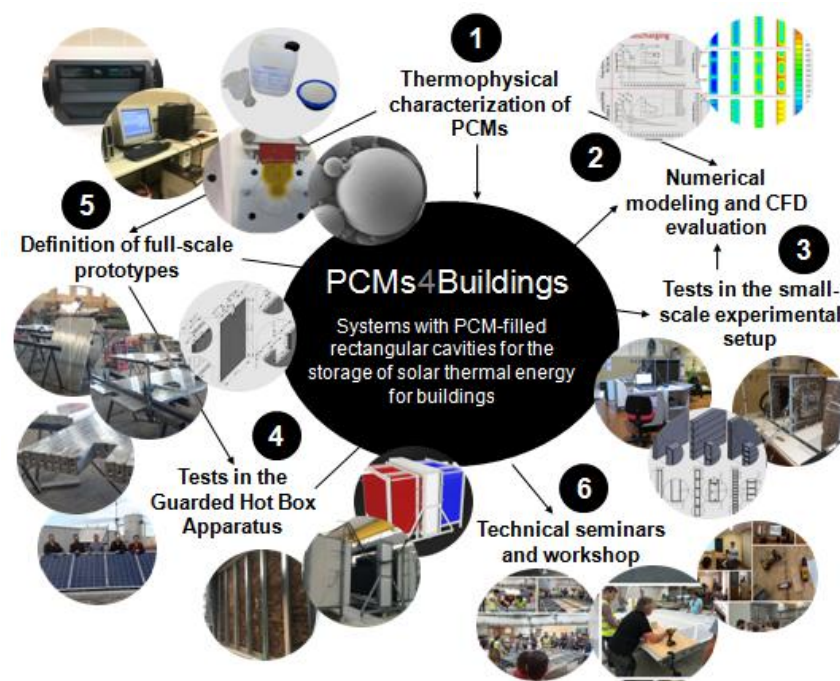 1
Thermophysical
characterization of
PCMs
2
Numerical
modeling and CFD
evaluation
3
Tests in the small-
scale experimental
setup
5
Definition of full-scale
prototypes
PCMs4Buildings
Systems with PCM-filled
rectangular cavities for the
storage of solar thermal energy
for buildings
4
Tests in the
Guarded Hot Box
Apparatus
6
Technical seminars
and workshop